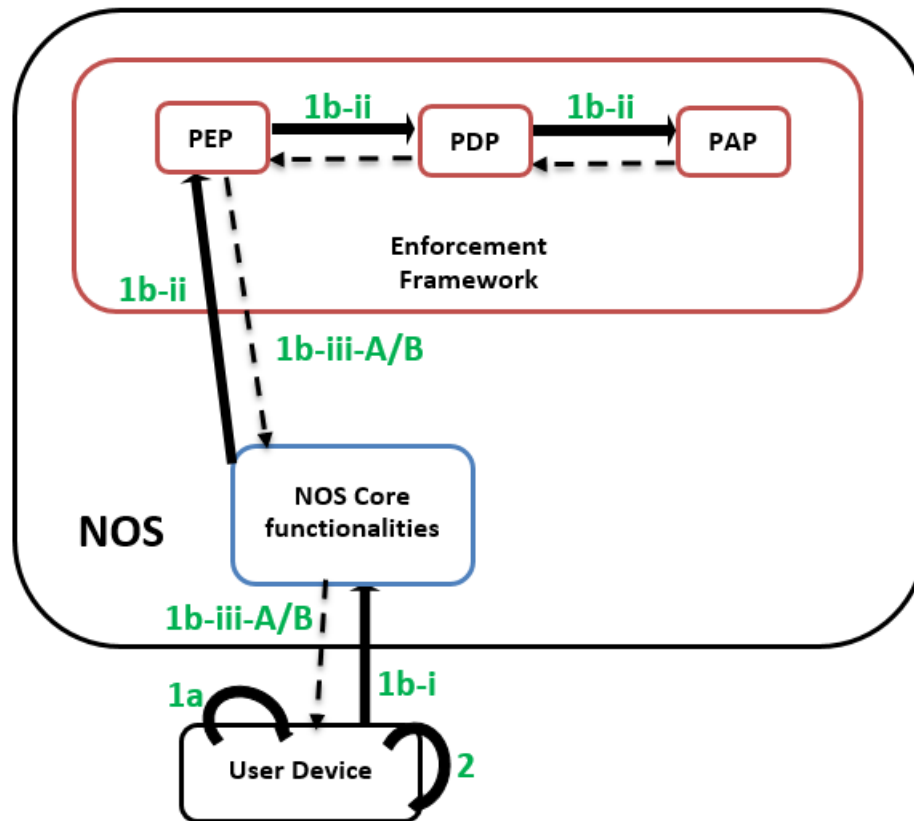 1b-ii
1b-ii
PEP
PDP
PAP
Enforcement
Framework
1b-ii
1b-iii-A/B
NOS Core
functionalities
NOS
1b-iii-A/B
1b-i
1a
User Device
2